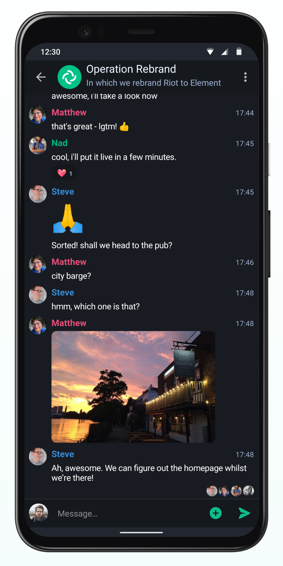 12:30
Operation Rebrand
In which we rebrand Riot to Element
awesome, i'll take a look now
Matthew 17:44
that's great - lgtm! 👍
Nad 17:45
cool, i'll put it live in a few minutes.
💖 1
Steve 17:45
🙏
Sorted! shall we head to the pub?
Matthew 17:46
city barge?
Steve 17:48
hmm, which one is that?
Matthew 17:48
Steve 17:48
Ah, awesome. We can figure out the homepage whilst
we're there!
Message...